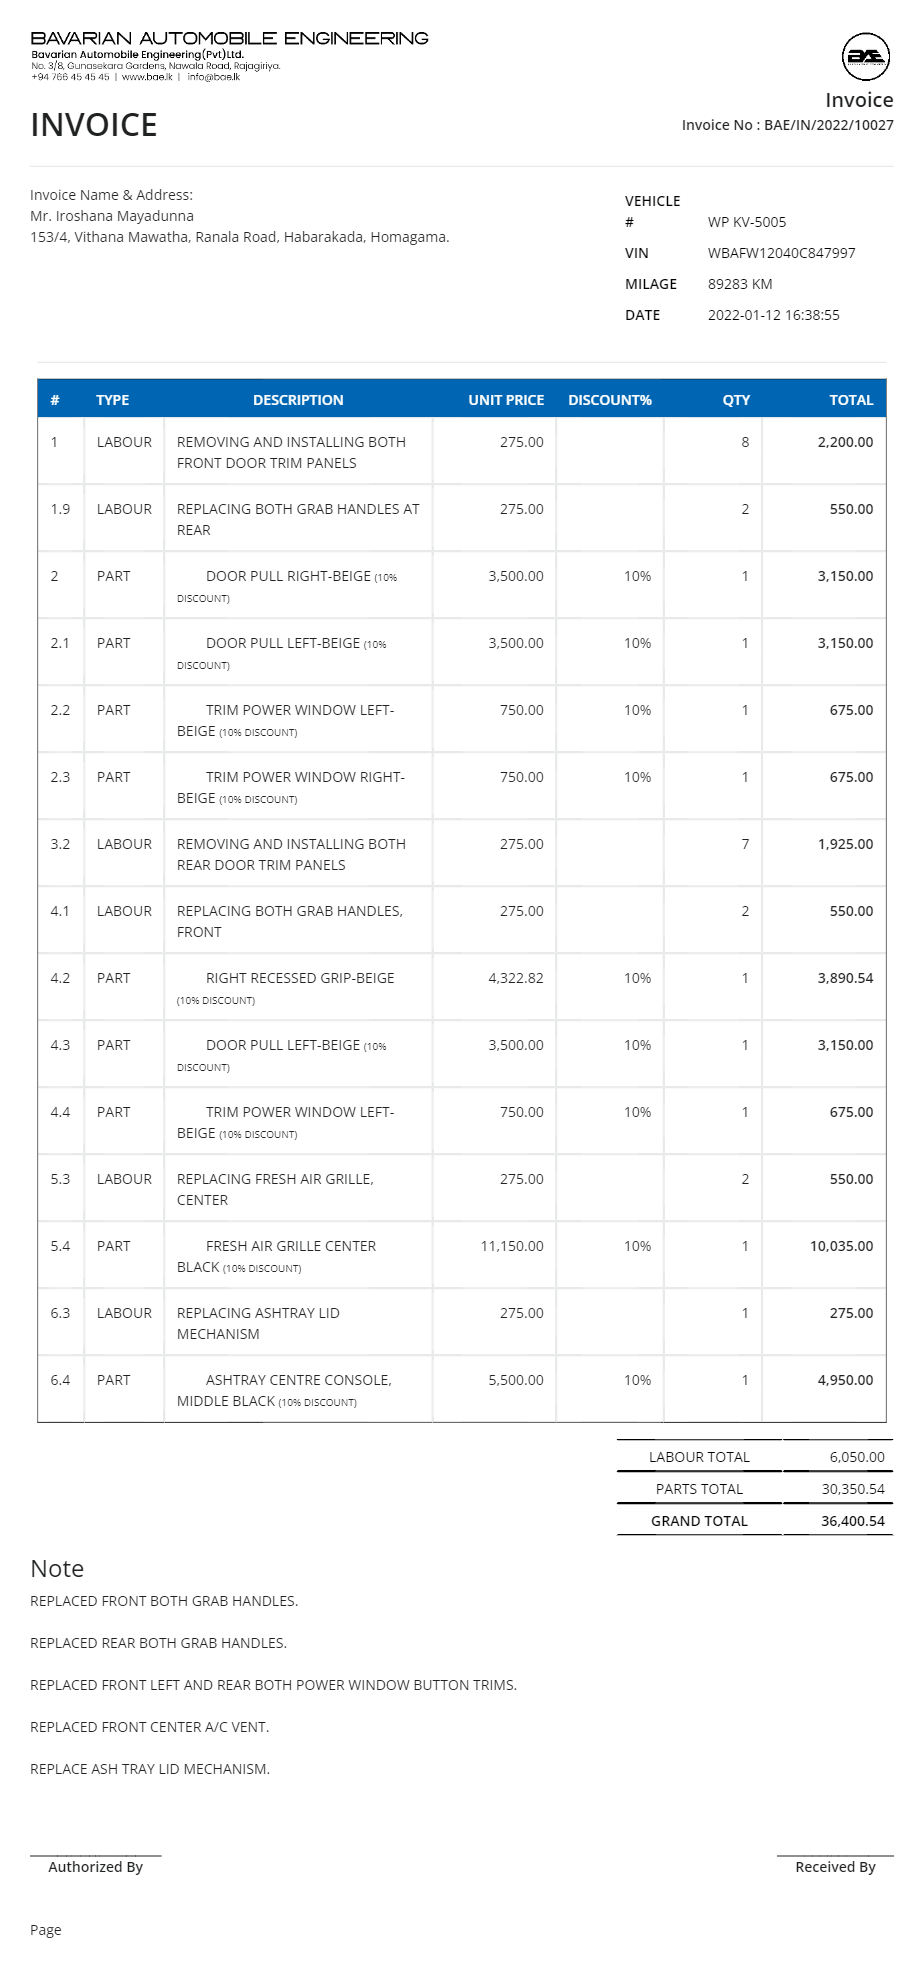 BAVARIAN AUTOMOBILE ENGINEERING
Bavarian Automobile Engineering(Pvt)Ltd.
No. 3/8, Gunasekara Gardens, Nawala Road, Rajagiriya.
+94 766 45 45 45 | www.bae.lk | info@bae.lk
BAE
Invoice
INVOICE
Invoice No : BAE/IN/2022/10027
Invoice Name & Address:
Mr. Iroshana Mayadunna
153/4, Vithana Mawatha, Ranala Road, Habarakada, Homagama.
VEHICLE
# WP KV-5005
VIN WBAFW12040C847997
MILAGE 89283 KM
DATE 2022-01-12 16:38:55
# TYPE DESCRIPTION UNIT PRICE DISCOUNT% QTY TOTAL
1 LABOUR REMOVING AND INSTALLING BOTH 275.00 8 2,200.00
FRONT DOOR TRIM PANELS
1.9 LABOUR REPLACING BOTH GRAB HANDLES AT 275.00 2 550.00
REAR
2 PART DOOR PULL RIGHT-BEIGE (10% 3,500.00 10% 1 3,150.00
DISCOUNT)
2.1 PART DOOR PULL LEFT-BEIGE (10% 3,500.00 10% 1 3,150.00
DISCOUNT)
2.2 PART TRIM POWER WINDOW LEFT- 750.00 10% 1 675.00
BEIGE (10% DISCOUNT)
2.3 PART TRIM POWER WINDOW RIGHT- 750.00 10% 1 675.00
BEIGE (10% DISCOUNT)
3.2 LABOUR REMOVING AND INSTALLING BOTH 275.00 7 1,925.00
REAR DOOR TRIM PANELS
4.1 LABOUR REPLACING BOTH GRAB HANDLES, 275.00 2 550.00
FRONT
4.2 PART RIGHT RECESSED GRIP-BEIGE 4,322.82 10% 1 3,890.54
(10% DISCOUNT)
4.3 PART DOOR PULL LEFT-BEIGE (10% 3,500.00 10% 1 3,150.00
DISCOUNT)
4.4 PART TRIM POWER WINDOW LEFT- 750.00 10% 1 675.00
BEIGE (10% DISCOUNT)
5.3 LABOUR REPLACING FRESH AIR GRILLE, 275.00 2 550.00
CENTER
5.4 PART FRESH AIR GRILLE CENTER 11,150.00 10% 1 10,035.00
BLACK (10% DISCOUNT)
6.3 LABOUR REPLACING ASHTRAY LID 275.00 1 275.00
MECHANISM
6.4 PART ASHTRAY CENTRE CONSOLE, 5,500.00 10% 1 4,950.00
MIDDLE BLACK (10% DISCOUNT)
LABOUR TOTAL 6,050.00
PARTS TOTAL 30,350.54
GRAND TOTAL 36,400.54
Note
REPLACED FRONT BOTH GRAB HANDLES.
REPLACED REAR BOTH GRAB HANDLES.
REPLACED FRONT LEFT AND REAR BOTH POWER WINDOW BUTTON TRIMS.
REPLACED FRONT CENTER A/C VENT.
REPLACE ASH TRAY LID MECHANISM.
Authorized By Received By
Page